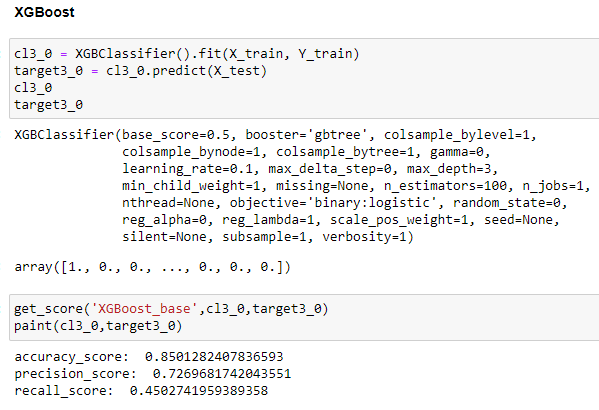 XGBoost
cl3_0 = XGBClassifier().fit(X_train, Y_train)
target3_0 = cl3_0.predict(X_test)
cl3_0
target3_0
XGBClassifier(base_score=0.5, booster='gbtree', colsample_bylevel=1,
colsample_bynode=1, colsample_bytree=1, gamma=0,
learning_rate=0.1, max_delta_step=0, max_depth=3,
min_child_weight=1, missing=None, n_estimators=100, n_jobs=1,
nthread=None, objective='binary:logistic', random_state=0,
reg_alpha=0, reg_lambda=1, scale_pos_weight=1, seed=None,
silent=None, subsample=1, verbosity=1)
array([1., 0., 0., ..., 0., 0., 0.])
get_score('XGBoost_base',cl3_0,target3_0)
paint(cl3_0,target3_0)
accuracy_score:  0.8501282407836593
precision_score:  0.7269681742043551
recall_score:  0.4502741959389358